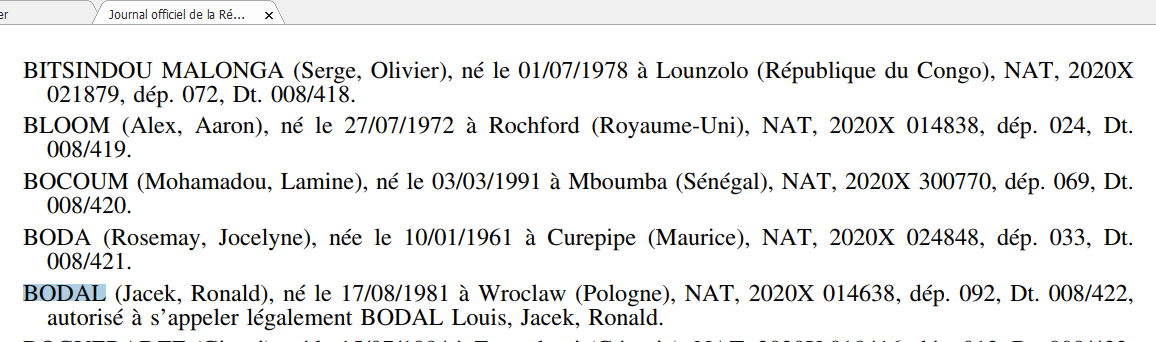 er
Journal officiel de la Ré...
BITSINDOU MALONGA (Serge, Olivier), né le 01/07/1978 à Lounzolo (République du Congo), NAT, 2020X
021879, dép. 072, Dt. 008/418.
BLOOM (Alex, Aaron), né le 27/07/1972 à Rochford (Royaume-Uni), NAT, 2020X 014838, dép. 024, Dt.
008/419.
BOCOUM (Mohamadou, Lamine), né le 03/03/1991 à Mboumba (Sénégal), NAT, 2020X 300770, dép. 069, Dt.
008/420.
BODA (Rosemay, Jocelyne), née le 10/01/1961 à Curepipe (Maurice), NAT, 2020X 024848, dép. 033, Dt.
008/421.
BODAL (Jacek, Ronald), né le 17/08/1981 à Wroclaw (Pologne), NAT, 2020X 014638, dép. 092, Dt. 008/422,
autorisé à s’appeler légalement BODAL Louis, Jacek, Ronald.